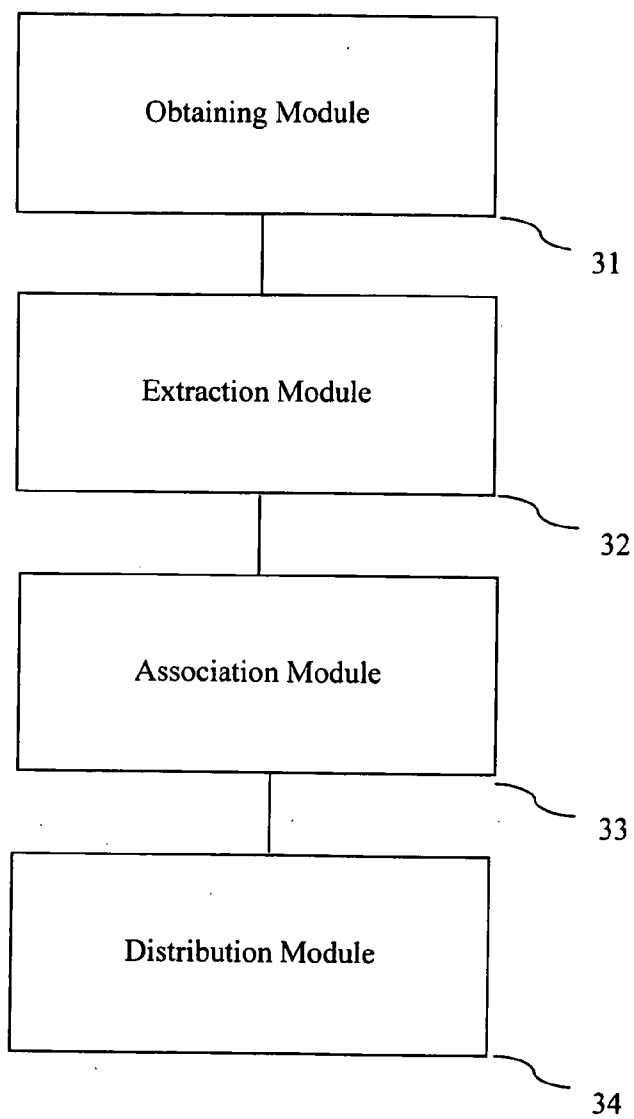 Obtaining Module
31
Extraction Module
32
Association Module
33
Distribution Module
34